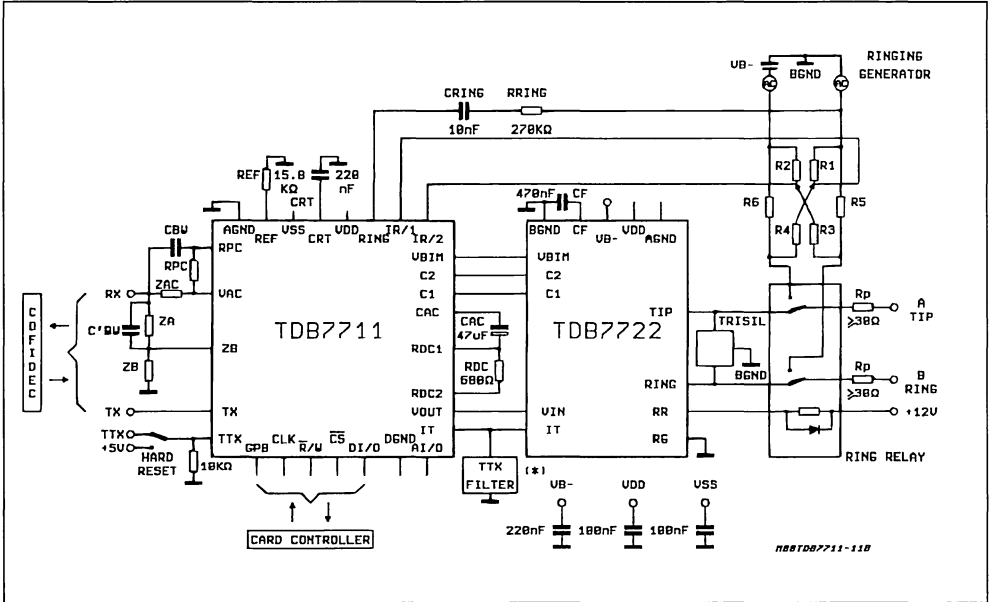 VB-
BGND
RINGING
GENERATOR
AC
AC
CRING
RRING
10nF
270KΩ
REF
15.8
KΩ
220
nF
CRT
R2
R1
R6
R5
R4
R3
470nF
CF
AGND
REF
VSS
CRT
VDD
RING
IR/1
IR/2
BGND
CF
VB-
VDD
AGND
CBW
RPC
RPC
VBIM
VBIM
C2
C2
C1
C1
RX
ZAC
VAC
CAC
CAC
47uF
TIP
Rp
A
TIP
≥30Ω
TRISIL
COFIDEC
C'BW
ZA
TDB7711
TDB7722
ZB
ZB
RDC1
RDC
680Ω
RDC2
BGND
RING
Rp
B
RING
≥30Ω
TX
TX
VOUT
VIN
RR
+12V
TTX
+5V
TTX
IT
IT
RG
HARD
RESET
10KΩ
GPB
CLK
R/W
CS
DI/O
DGND
AI/O
TTX
FILTER
(*)
RING RELAY
VB-
VDD
VSS
220nF
100nF
100nF
CARD CONTROLLER
M88TDB7711-11B